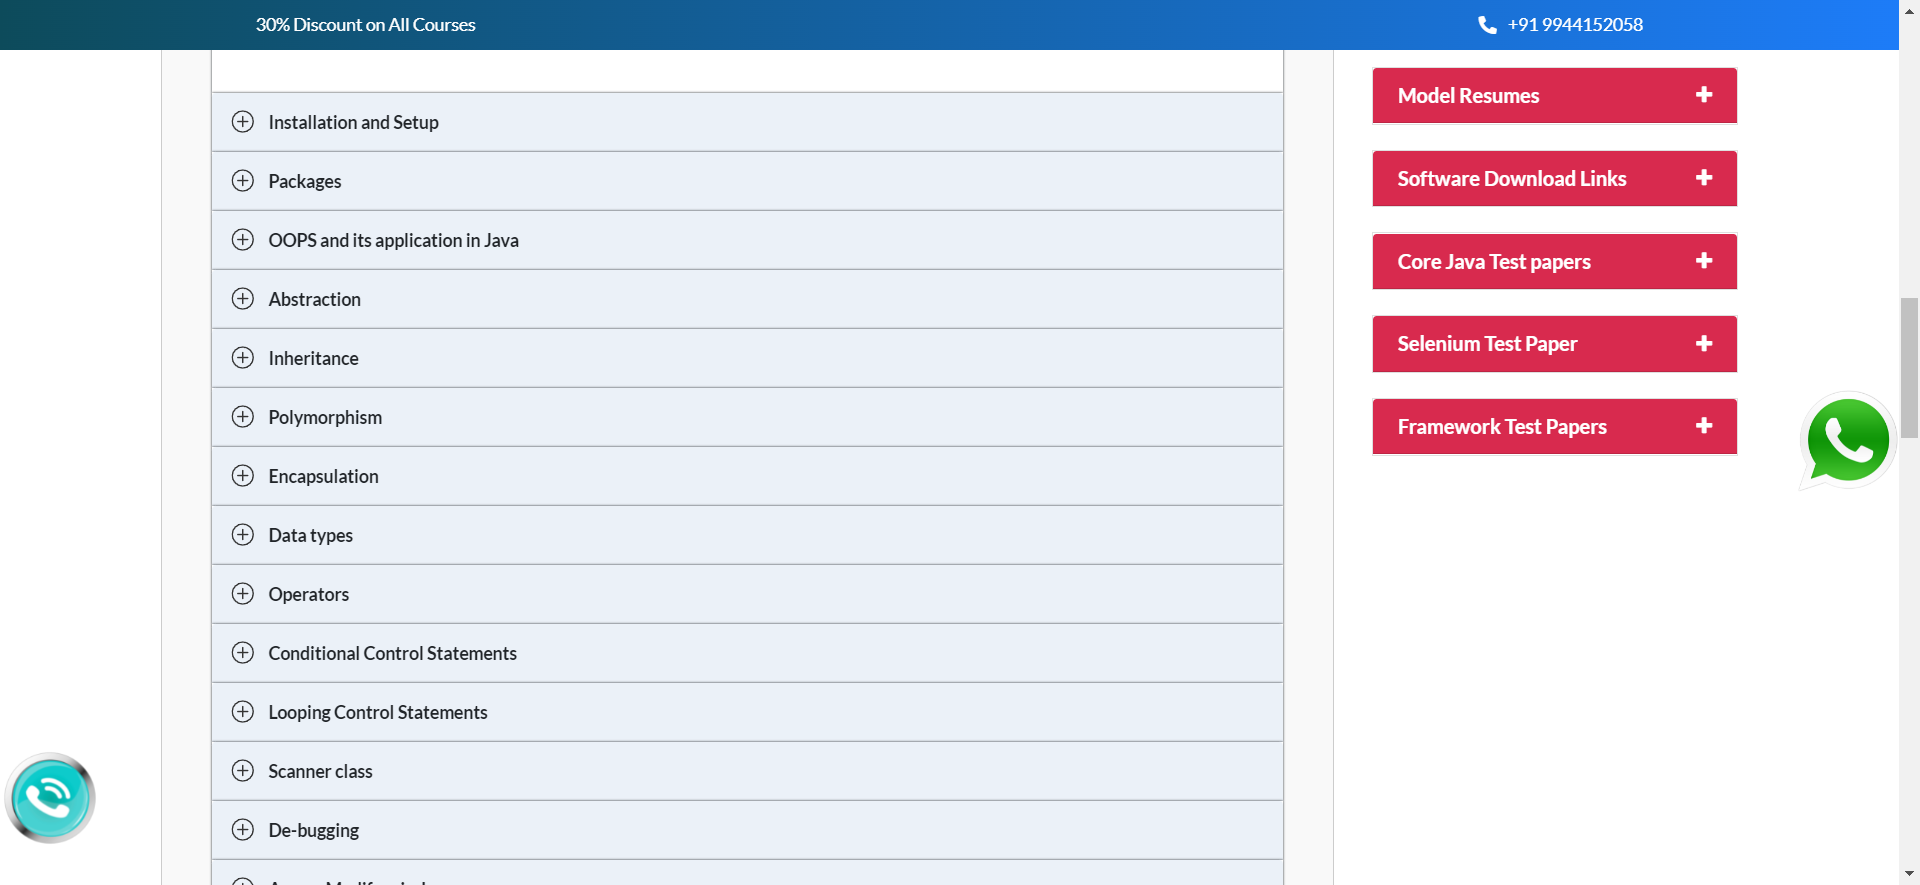 30% Discount on All Courses
+91 9944152058
Installation and Setup
Packages
OOPS and its application in Java
Abstraction
Inheritance
Polymorphism
Encapsulation
Data types
Operators
Conditional Control Statements
Looping Control Statements
Scanner class
De-bugging
Model Resumes
Software Download Links
Core Java Test papers
Selenium Test Paper
Framework Test Papers